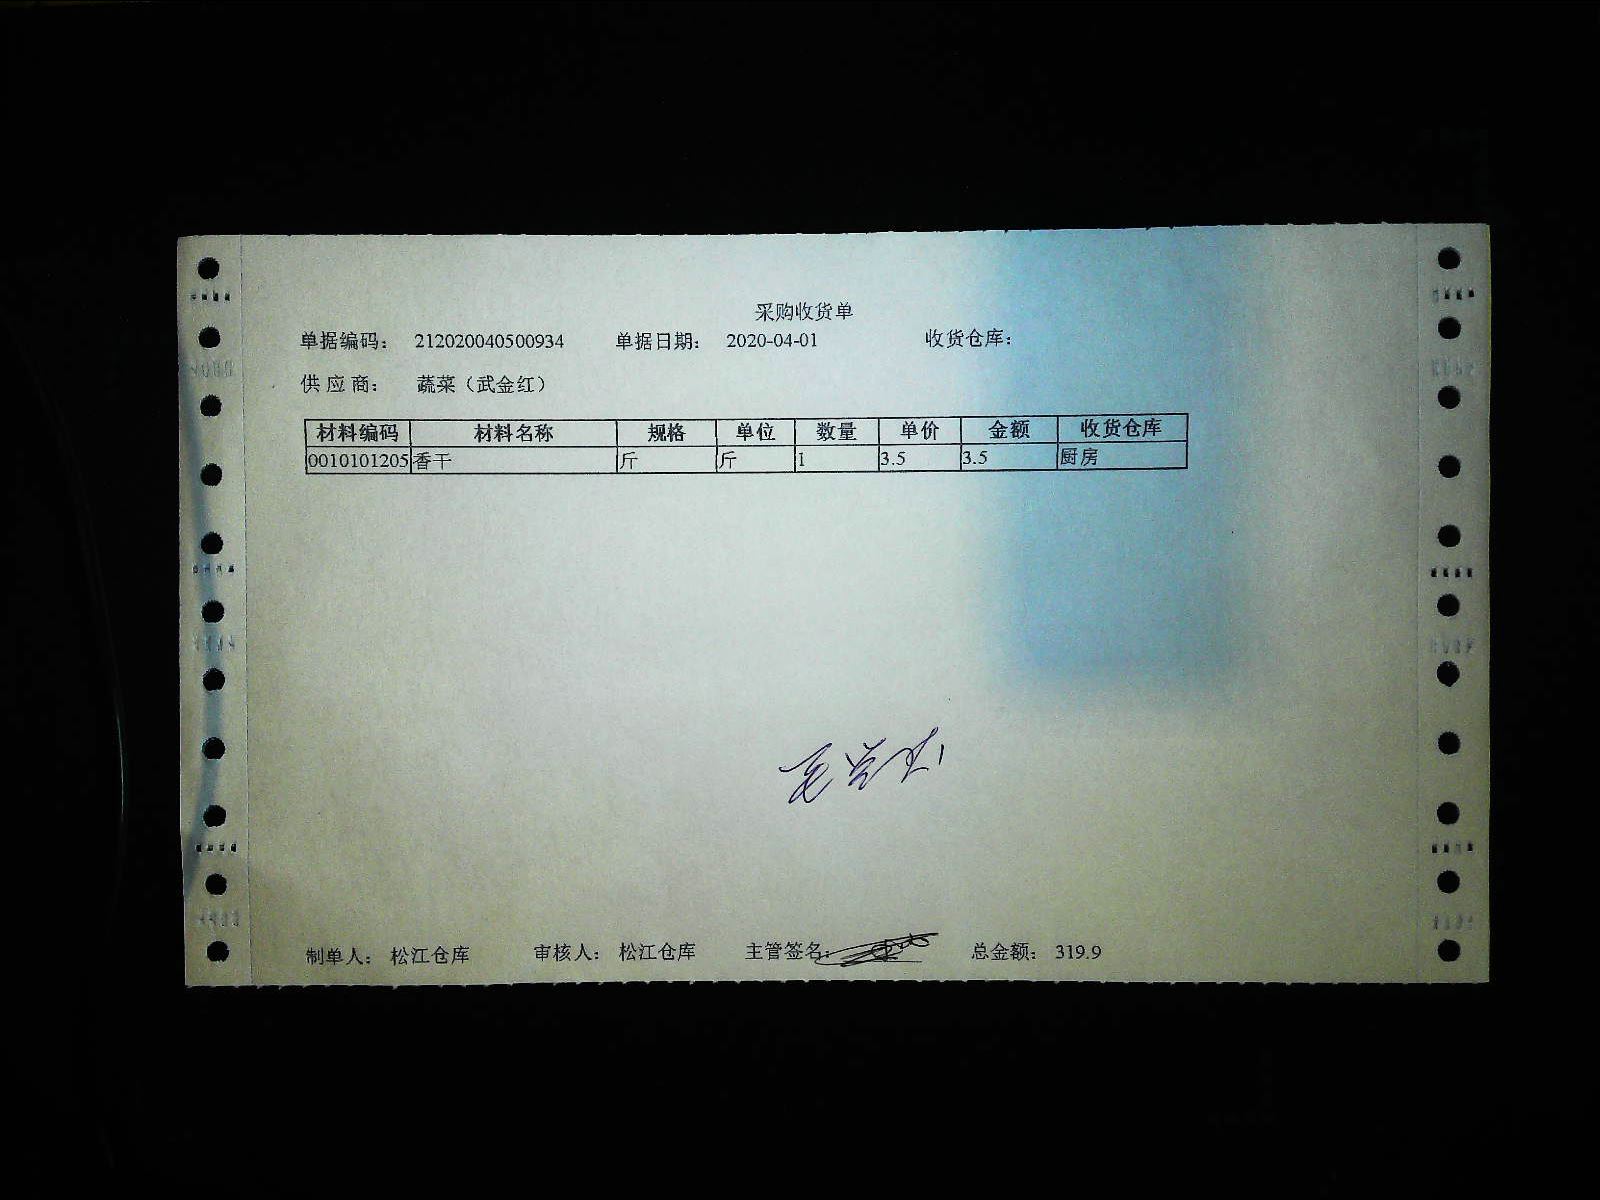 采购收货单
单据编码： 212020040500934 单据日期： 2020-04-01 收货仓库：
供 应 商： 蔬菜（武金红）
材料编码 材料名称 规格 单位 数量 单价 金额 收货仓库
0010101205 香干 斤 斤 1 3.5 3.5 厨房
制单人： 松江仓库 审核人： 松江仓库 主管签名： 总金额： 319.9